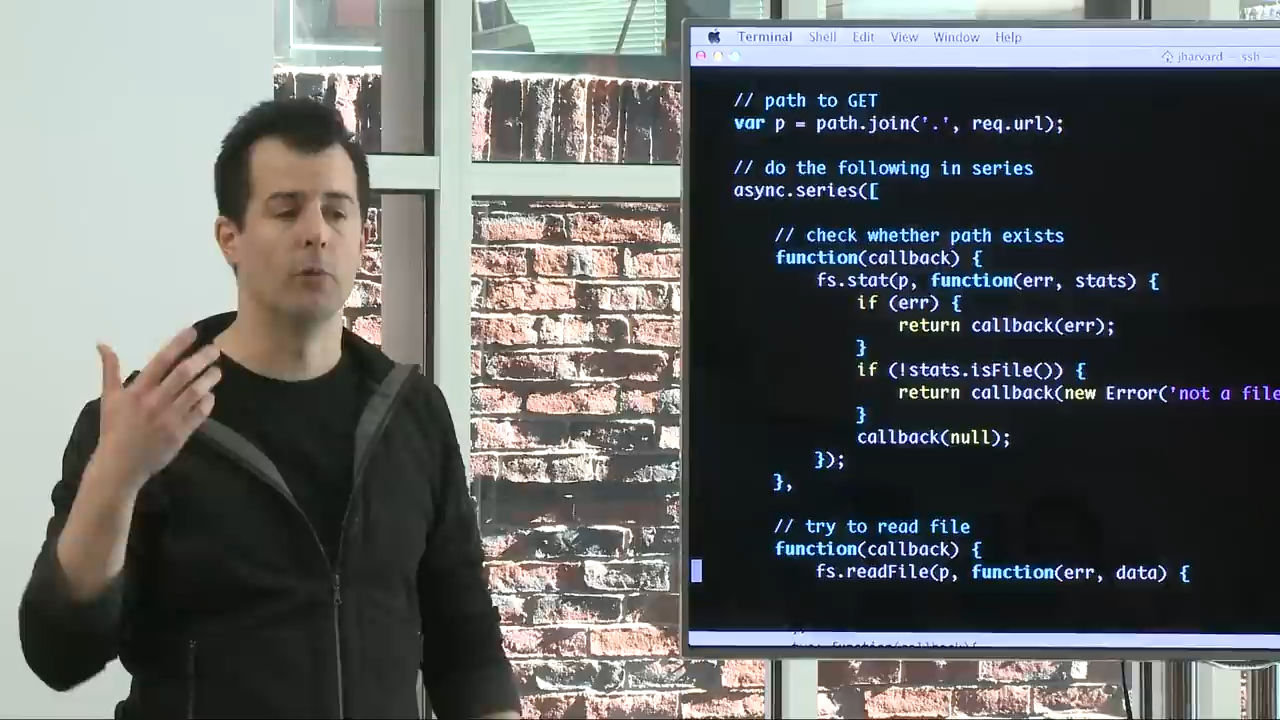 Terminal Shell Edit View Window Help
jharvard — ssh
// path to GET
var p = path.join('.', req.url);
// do the following in series
async.series([
// check whether path exists
function(callback) {
fs.stat(p, function(err, stats) {
if (err) {
return callback(err);
}
if (!stats.isFile()) {
return callback(new Error('not a file
}
callback(null);
});
},
// try to read file
function(callback) {
fs.readFile(p, function(err, data) {